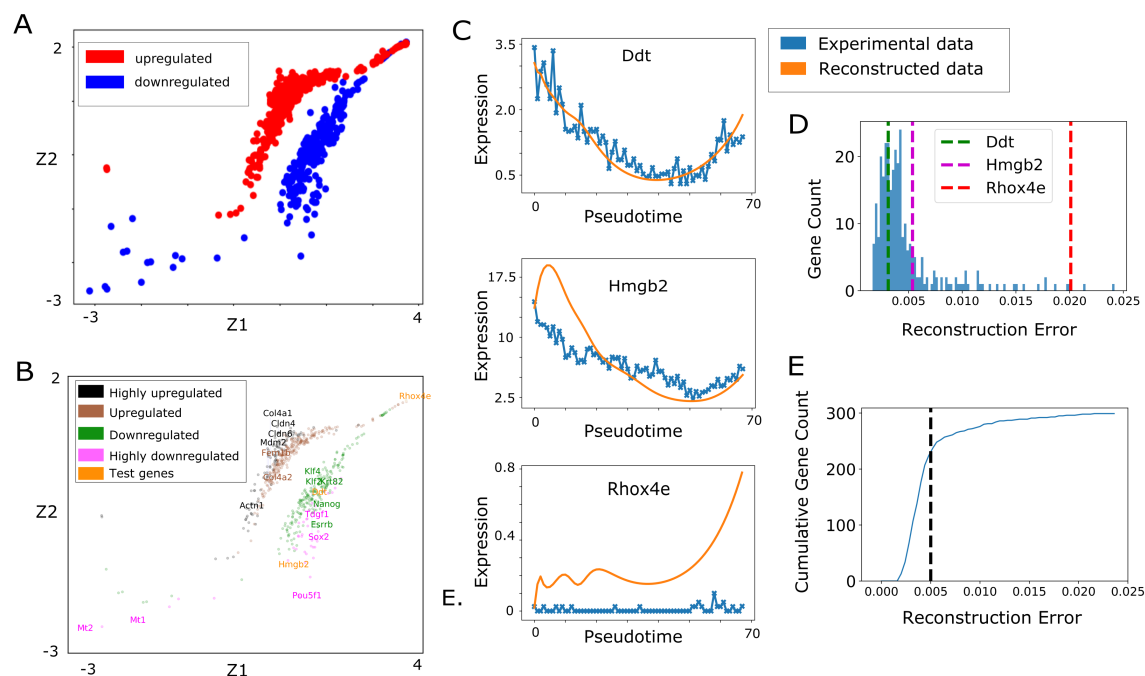 A
2
upregulated
downregulated
Z2
-3
-3
Z1
4
B
2
Highly upregulated
Upregulated
Downregulated
Highly downregulated
Test genes
Rhox4e
Col4a1
Cldn4
Cldn6
Mdm2
Col4a2
Klf4
Klf2
Krt82
Actn1
Nanog
Tdgf1
Esrrb
Sox2
Hmgb2
Pou5f1
Mt1
Mt2
Z2
-3
-3
Z1
4
C
3.5
Ddt
Expression
2.0
0.5
0
Pseudotime
70
17.5
Hmgb2
Expression
10
2.5
0
Pseudotime
70
0.8
Rhox4e
Expression
0.4
0
E.
0
Pseudotime
70
Experimental data
Reconstructed data
D
Ddt
Hmgb2
Rhox4e
20
10
0
Gene Count
0.005
0.010
0.015
0.020
0.025
Reconstruction Error
E
300
200
100
0
Cumulative Gene Count
0.000
0.005
0.010
0.015
0.020
0.025
Reconstruction Error